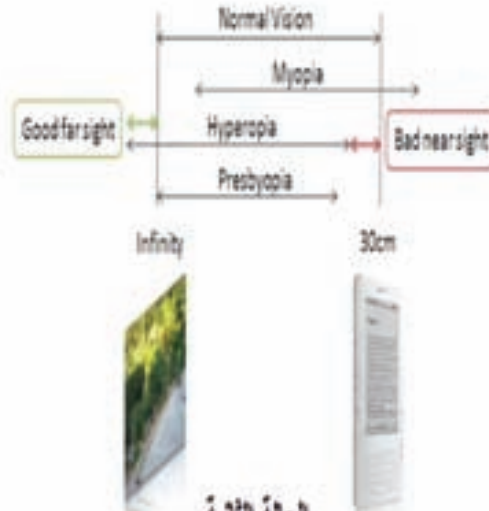 Normal Vision
Myopia
Good far sight
Hyperopia
Bad near sight
Presbyopia
Infinity
30cm